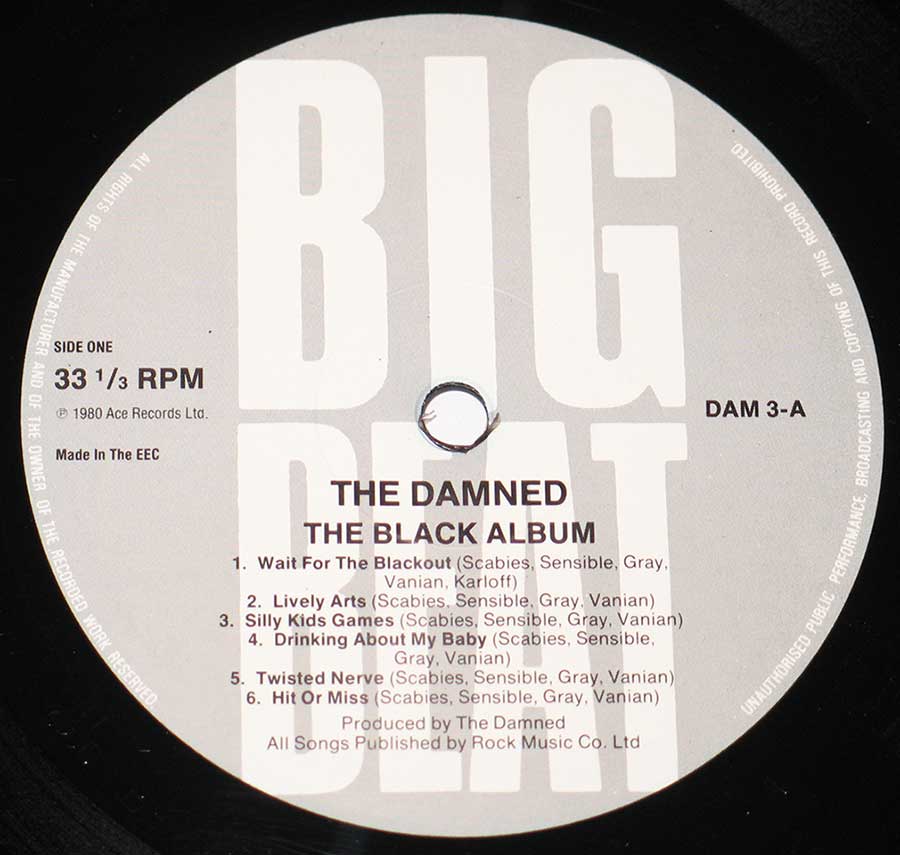 BIG
BEAT
ALL RIGHTS OF THE MANUFACTURER AND OF THE OWNER OF THE RECORDED WORK RESERVED.
UNAUTHORISED PUBLIC PERFORMANCE, BROADCASTING AND COPYING OF THIS RECORD PROHIBITED.
SIDE ONE
33 1/3 RPM
℗ 1980 Ace Records Ltd.
Made In The EEC
DAM 3-A
THE DAMNED
THE BLACK ALBUM
1. Wait For The Blackout (Scabies, Sensible, Gray,
Vanian, Karloff)
2. Lively Arts (Scabies, Sensible, Gray, Vanian)
3. Silly Kids Games (Scabies, Sensible, Gray, Vanian)
4. Drinking About My Baby (Scabies, Sensible,
Gray, Vanian)
5. Twisted Nerve (Scabies, Sensible, Gray, Vanian)
6. Hit Or Miss (Scabies, Sensible, Gray, Vanian)
Produced by The Damned
All Songs Published by Rock Music Co. Ltd